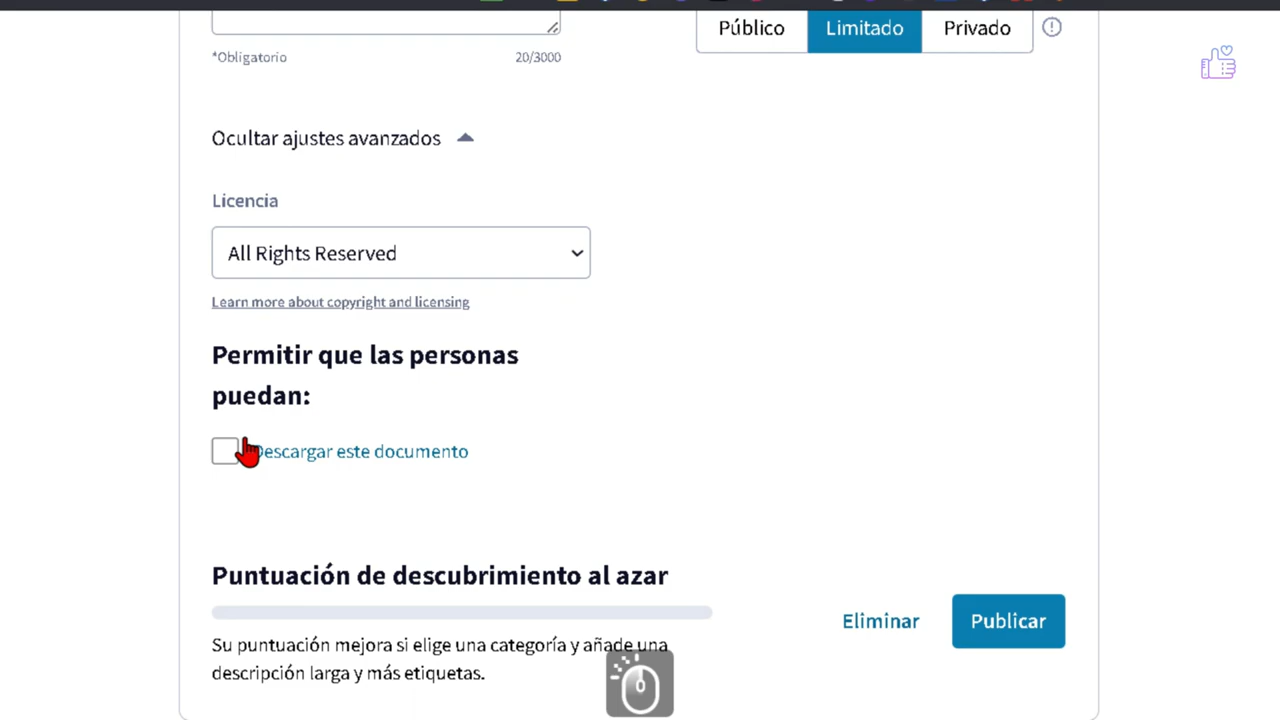 Público Limitado Privado
*Obligatorio 20/3000
Ocultar ajustes avanzados
Licencia
All Rights Reserved
Learn more about copyright and licensing
Permitir que las personas
puedan:
Descargar este documento
Puntuación de descubrimiento al azar
Eliminar Publicar
Su puntuación mejora si elige una categoría y añade una
descripción larga y más etiquetas.